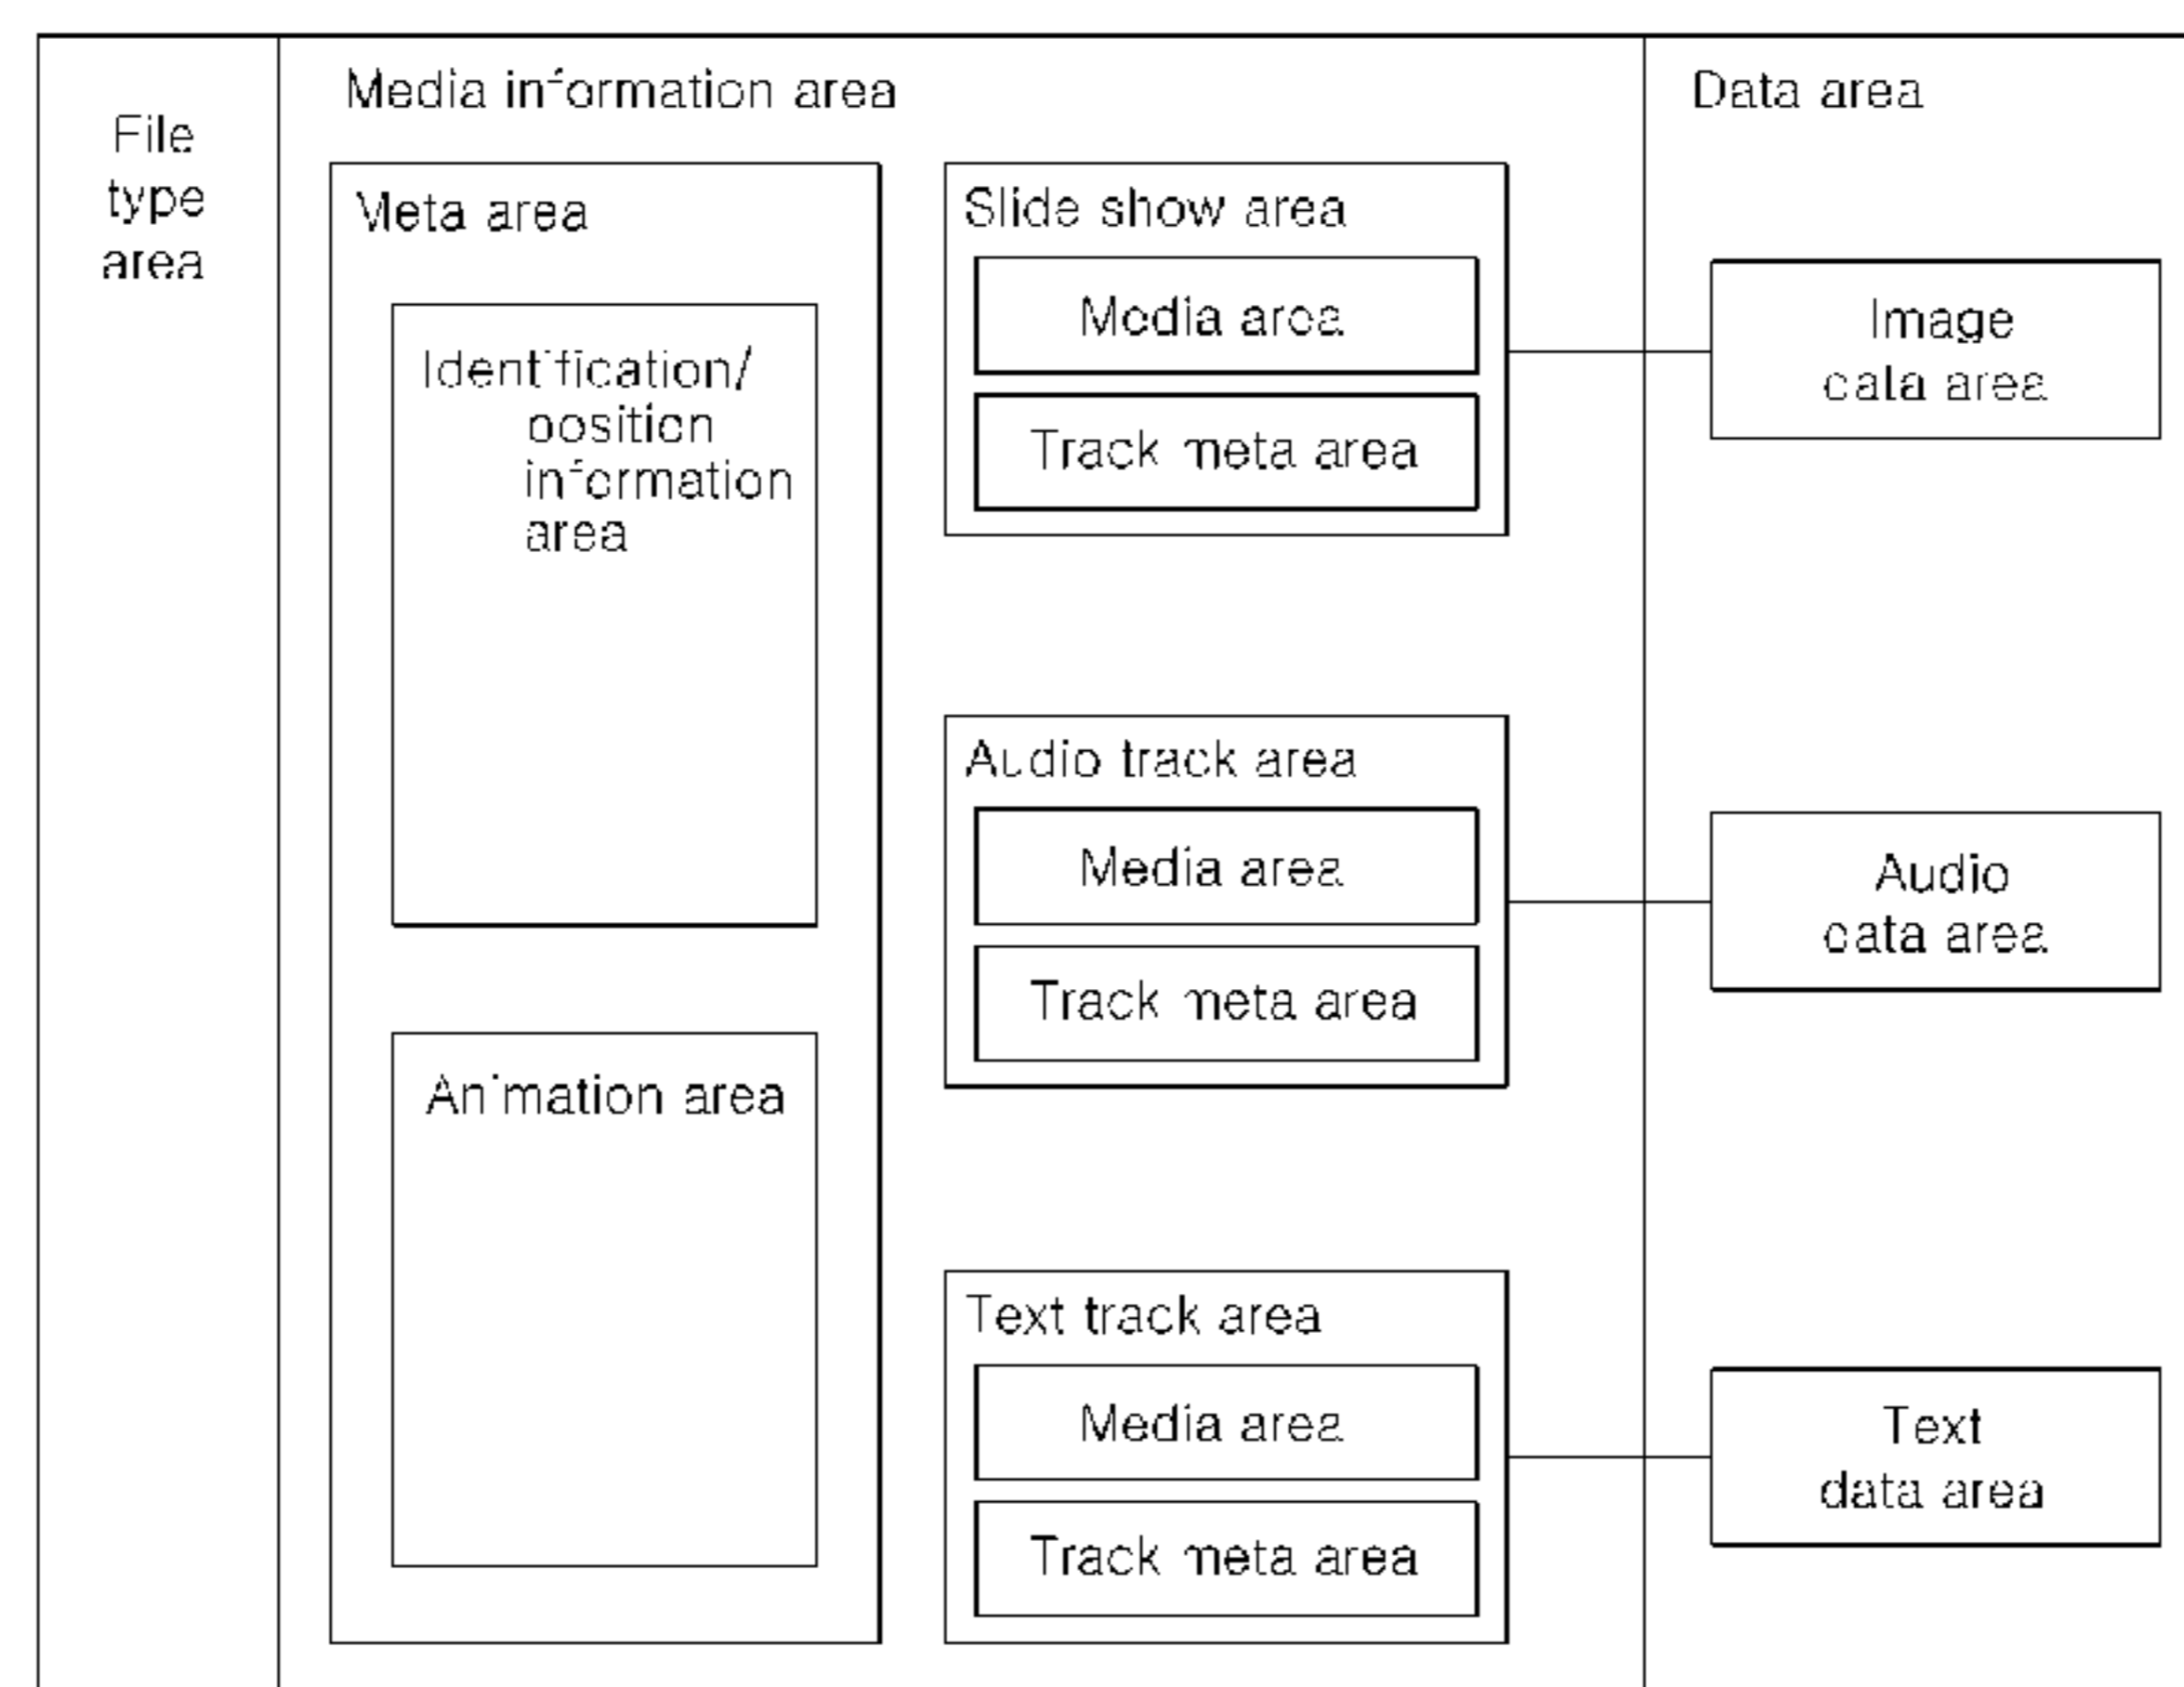 File
type
area
Media information area
Meta area
Identification/
position
information
area
Animation area
Slide show area
Media area
Track meta area
Audio track area
Media area
Track meta area
Text track area
Media area
Track meta area
Data area
Image
data area
Audio
data area
Text
data area